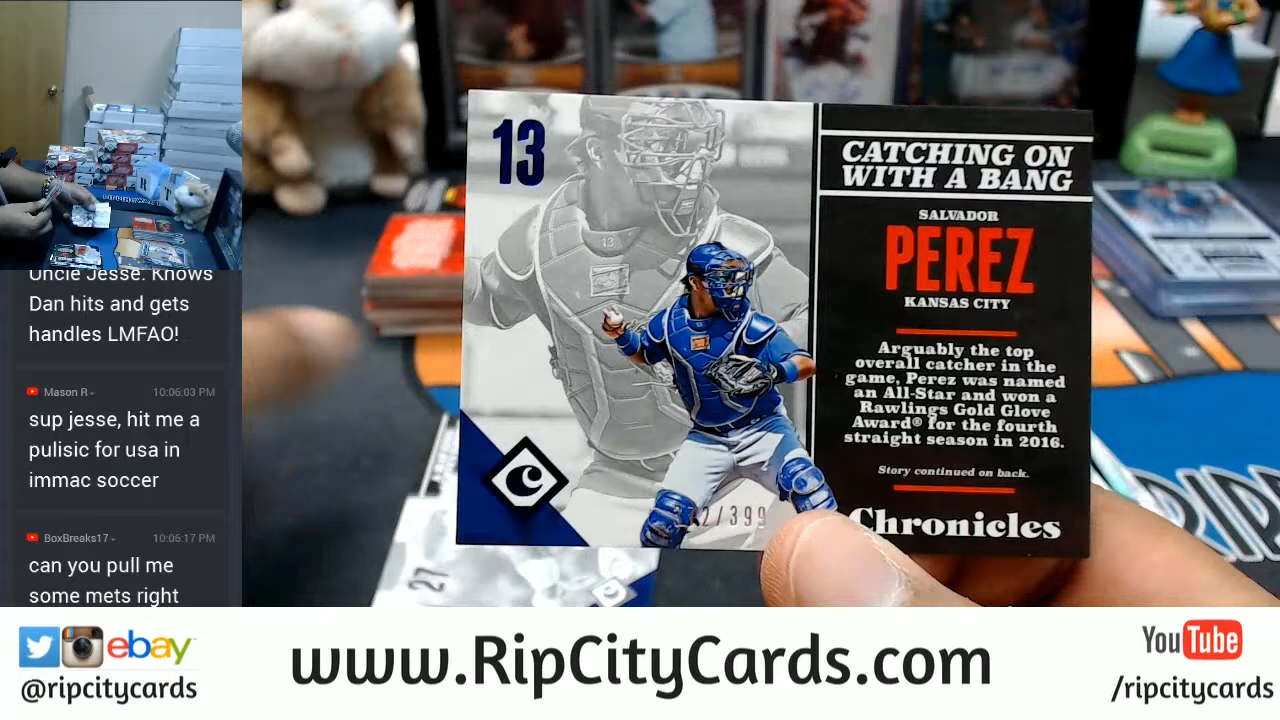 Uncle Jesse: Knows
Dan hits and gets
handles LMFAO!
Mason R
10:06:03 PM
sup jesse, hit me a
pulisic for usa in
immac soccer
BoxBreaks17
10:06:17 PM
can you pull me
some mets right
13
13
CATCHING ON
WITH A BANG
SALVADOR
PEREZ
KANSAS CITY
Arguably the top
overall catcher in the
game, Perez was named
an All-Star and won a
Rawlings Gold Glove
Award® for the fourth
straight season in 2016.
Story continued on back.
Chronicles
C
2/399
27
ebay
@ripcitycards
www.RipCityCards.com
YouTube
/ripcitycards